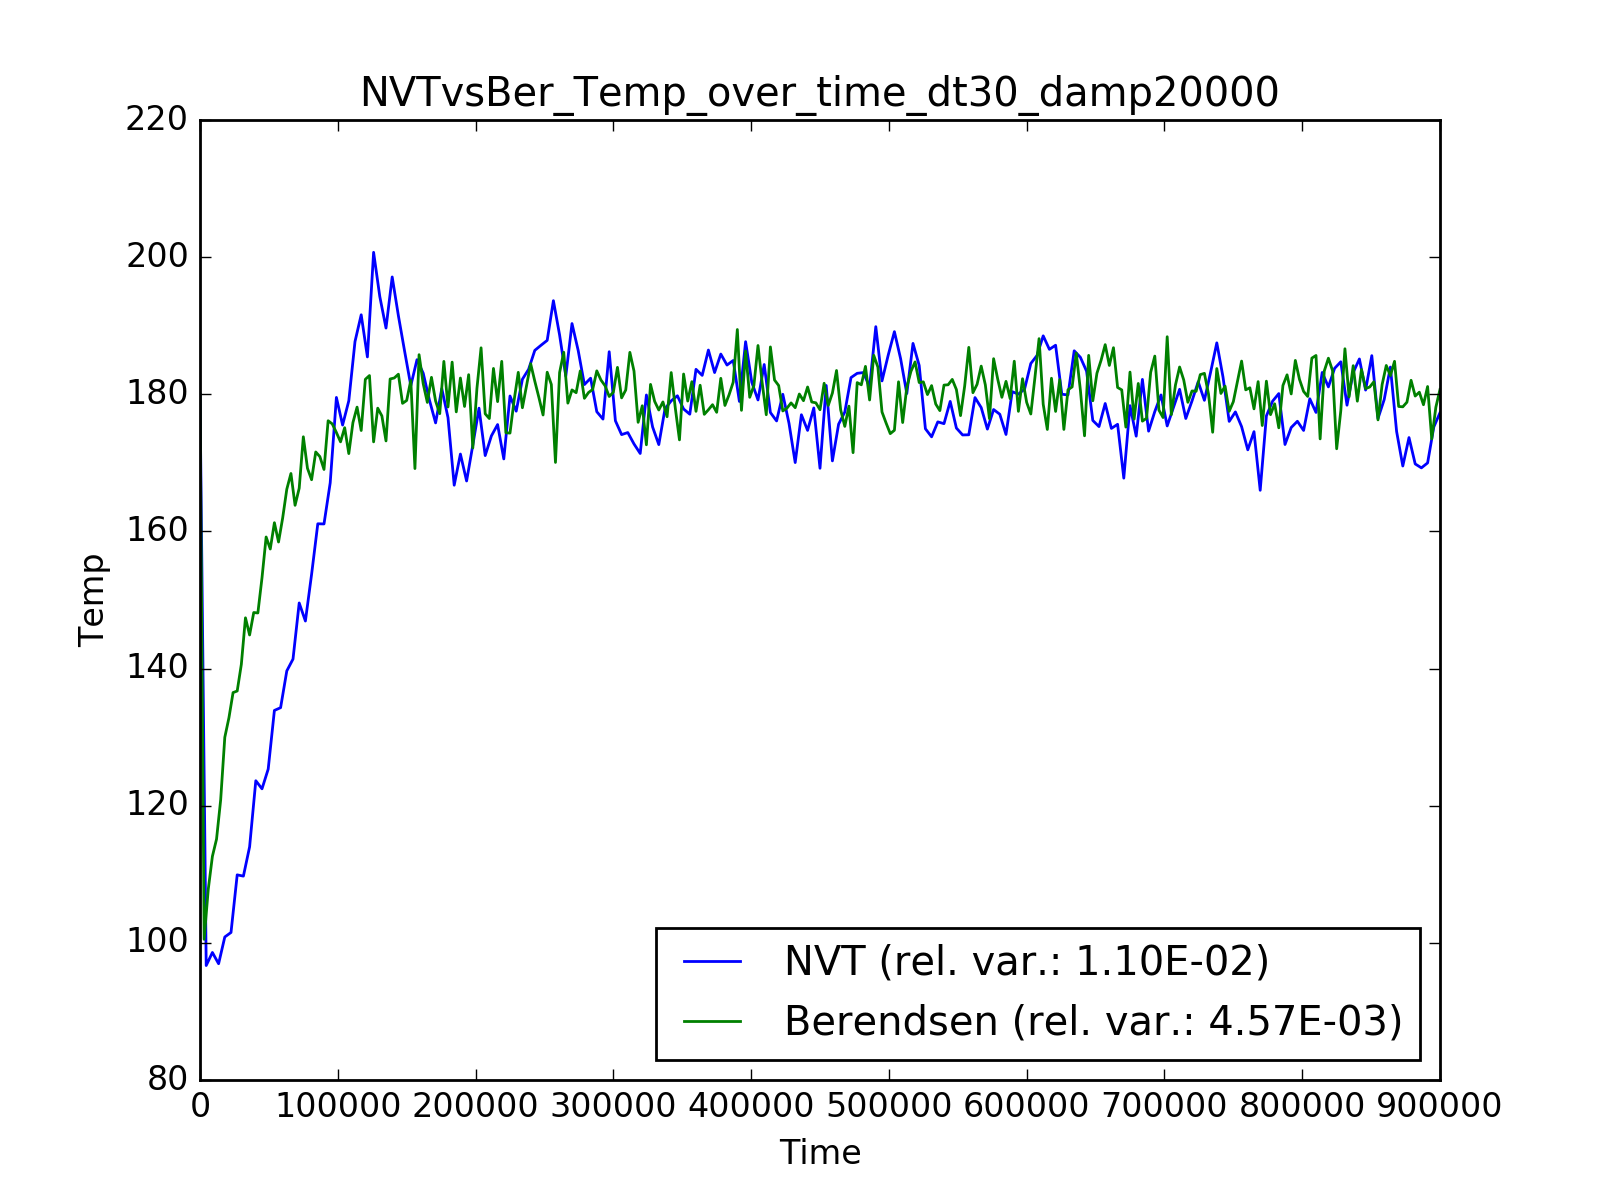 NVTvsBer_Temp_over_time_dt30_damp20000
220
200
180
160
140
120
100
80
Temp
NVT (rel. var.: 1.10E-02)
Berendsen (rel. var.: 4.57E-03)
0 100000 200000 300000 400000 500000 600000 700000 800000 900000
Time